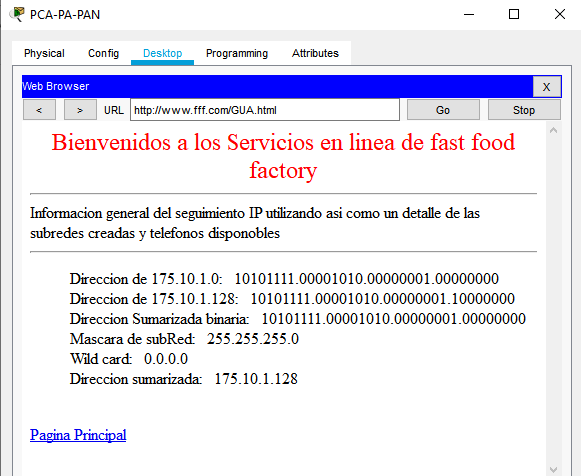 PCA-PA-PAN
Physical Config Desktop Programming Attributes
Web Browser X
< > URL http://www.fff.com/GUA.html Go Stop
Bienvenidos a los Servicios en linea de fast food
factory
Informacion general del seguimiento IP utilizando asi como un detalle de las
subredes creadas y telefonos disponobles
Direccion de 175.10.1.0: 10101111.00001010.00000001.00000000
Direccion de 175.10.1.128: 10101111.00001010.00000001.10000000
Direccion Sumarizada binaria: 10101111.00001010.00000001.00000000
Mascara de subRed: 255.255.255.0
Wild card: 0.0.0.0
Direccion sumarizada: 175.10.1.128
Pagina Principal